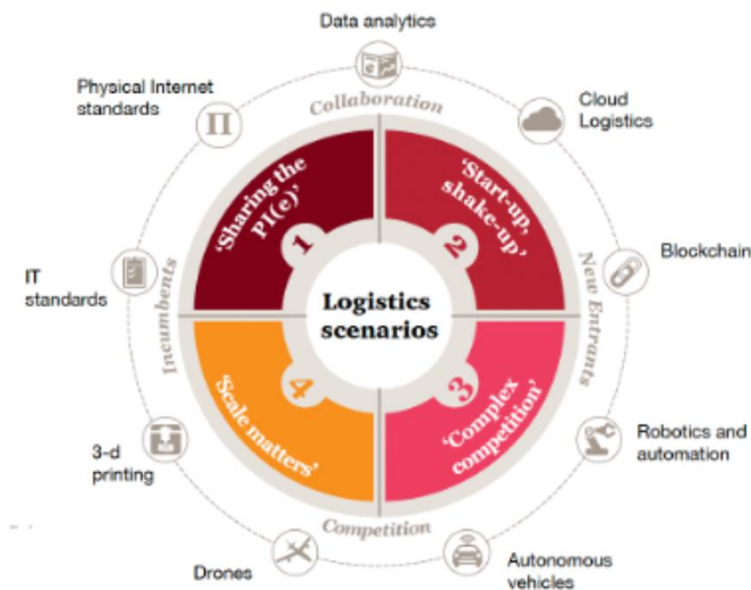 Data analytics
Physical Internet
standards
Π
Collaboration
Cloud
Logistics
'Sharing the
PI(e)'
1
'Start-up,
shake-up'
2
IT
standards
Incumbents
Logistics
scenarios
New Entrants
Blockchain
'Scale matters'
4
'Complex
competition'
3
3-d
printing
Robotics and
automation
Competition
Drones
Autonomous
vehicles